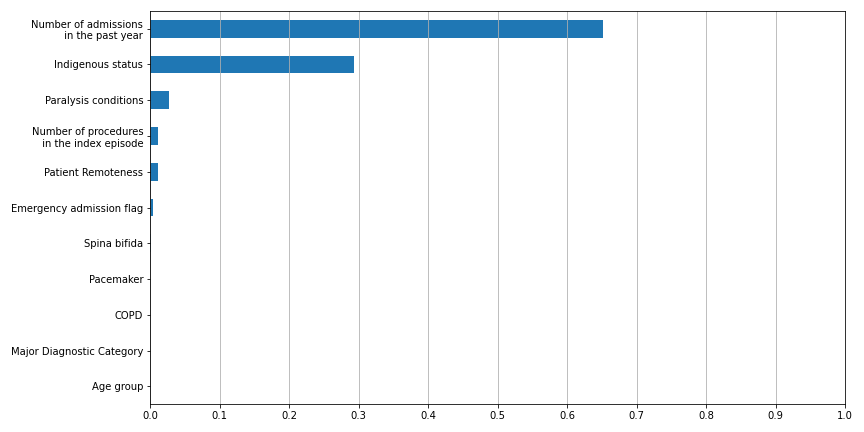 Number of admissions
in the past year
Indigenous status
Paralysis conditions
Number of procedures
in the index episode
Patient Remoteness
Emergency admission flag
Spina bifida
Pacemaker
COPD
Major Diagnostic Category
Age group
0.0 0.1 0.2 0.3 0.4 0.5 0.6 0.7 0.8 0.9 1.0